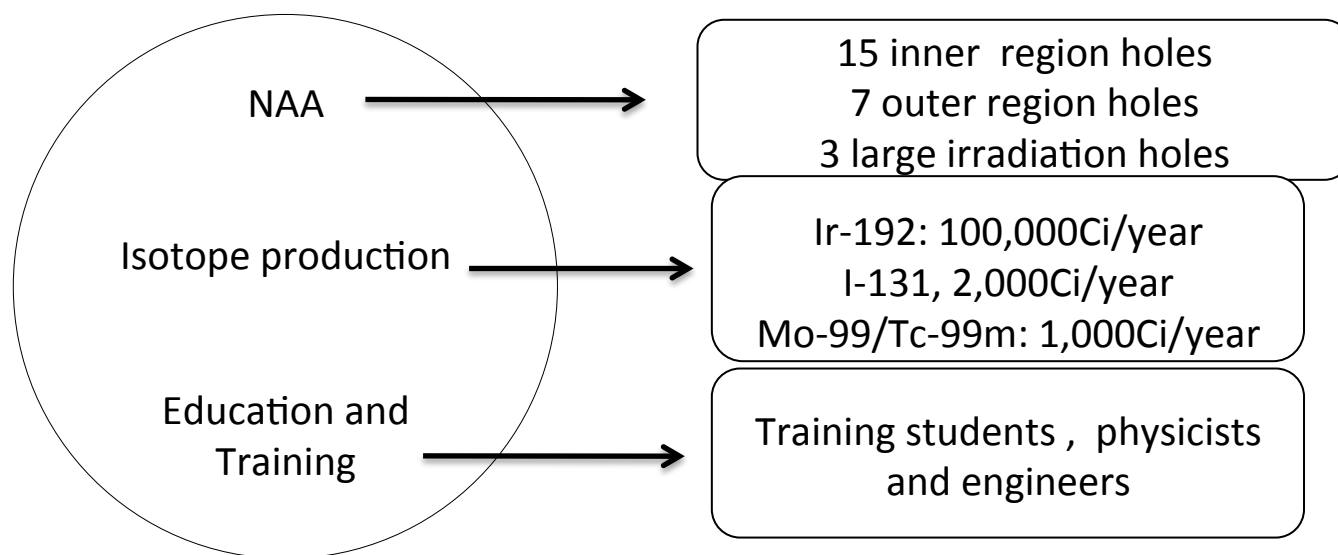 NAA
15 inner region holes
7 outer region holes
3 large irradiation holes
Isotope production
Ir-192: 100,000Ci/year
I-131, 2,000Ci/year
Mo-99/Tc-99m: 1,000Ci/year
Education and
Training
Training students , physicists
and engineers